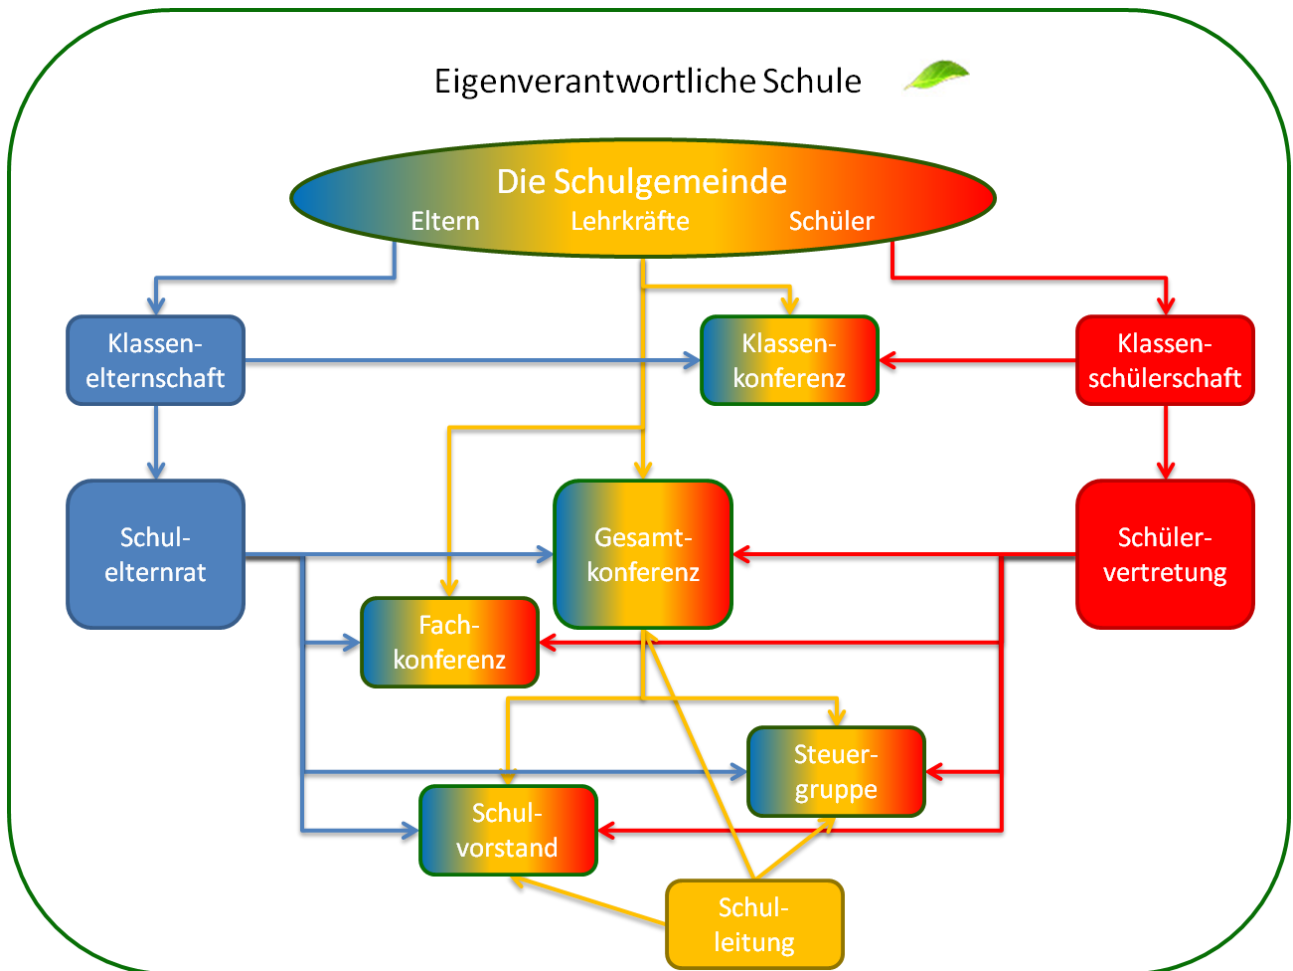 Eigenverantwortliche Schule
Die Schulgemeinde
Eltern Lehrkräfte Schüler
Klassen-
elternschaft
Klassen-
konferenz
Klassen-
schülerschaft
Schul-
elternrat
Gesamt-
konferenz
Schüler-
vertretung
Fach-
konferenz
Steuer-
gruppe
Schul-
vorstand
Schul-
leitung